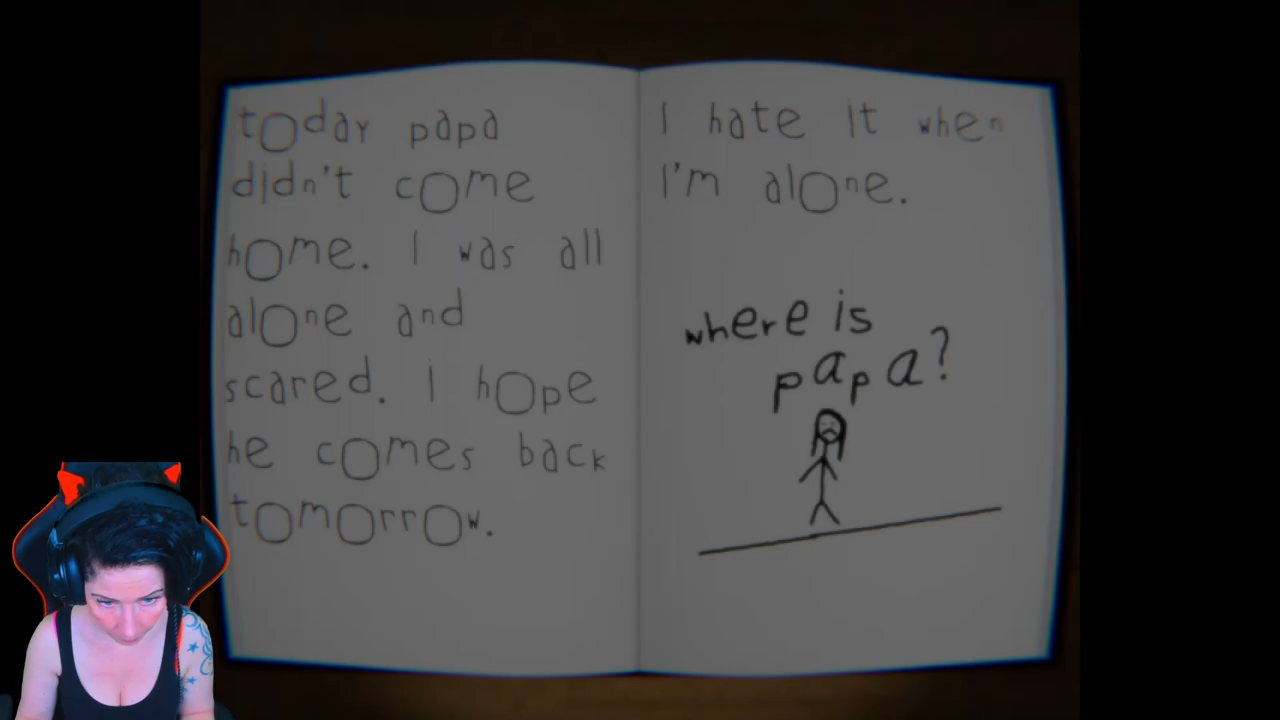 today papa
didn't come
home. I was all
alone and
scared. i hope
he comes back
tomorrow.
I hate it when
I'm alone.
where is
papa?